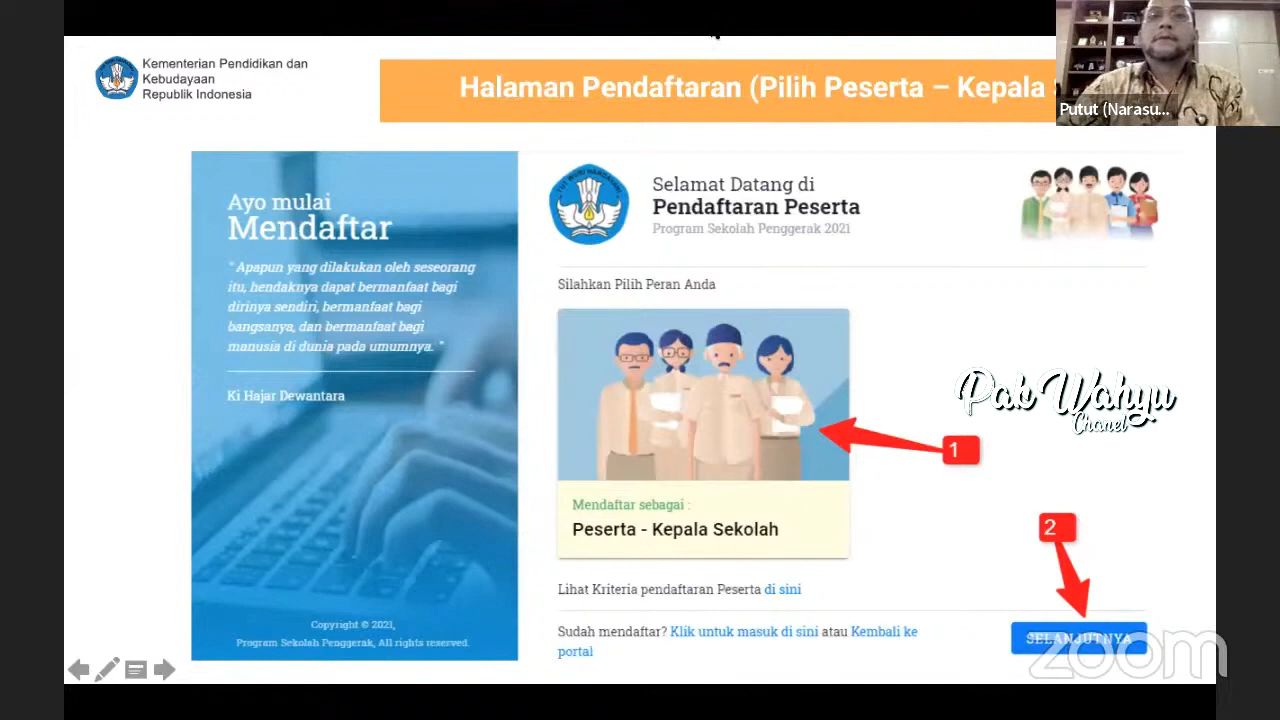 Kementerian Pendidikan dan
Kebudayaan
Republik Indonesia
Halaman Pendaftaran (Pilih Peserta – Kepala
Putut (Narasu...
Ayo mulai
Mendaftar
" Apapun yang dilakukan oleh seseorang
itu, hendaknya dapat bermanfaat bagi
dirinya sendiri, bermanfaat bagi
bangsanya, dan bermanfaat bagi
manusia di dunia pada umumnya. "
Ki Hajar Dewantara
Copyright © 2021,
Program Sekolah Penggerak, All rights reserved.
TUT WURI HANDAYANI
Selamat Datang di
Pendaftaran Peserta
Program Sekolah Penggerak 2021
Silahkan Pilih Peran Anda
Mendaftar sebagai :
Peserta - Kepala Sekolah
Lihat Kriteria pendaftaran Peserta di sini
Sudah mendaftar? Klik untuk masuk di sini atau Kembali ke
portal
1
2
SELANJUTNYA
Pak Wahyu
Chanel
zoom